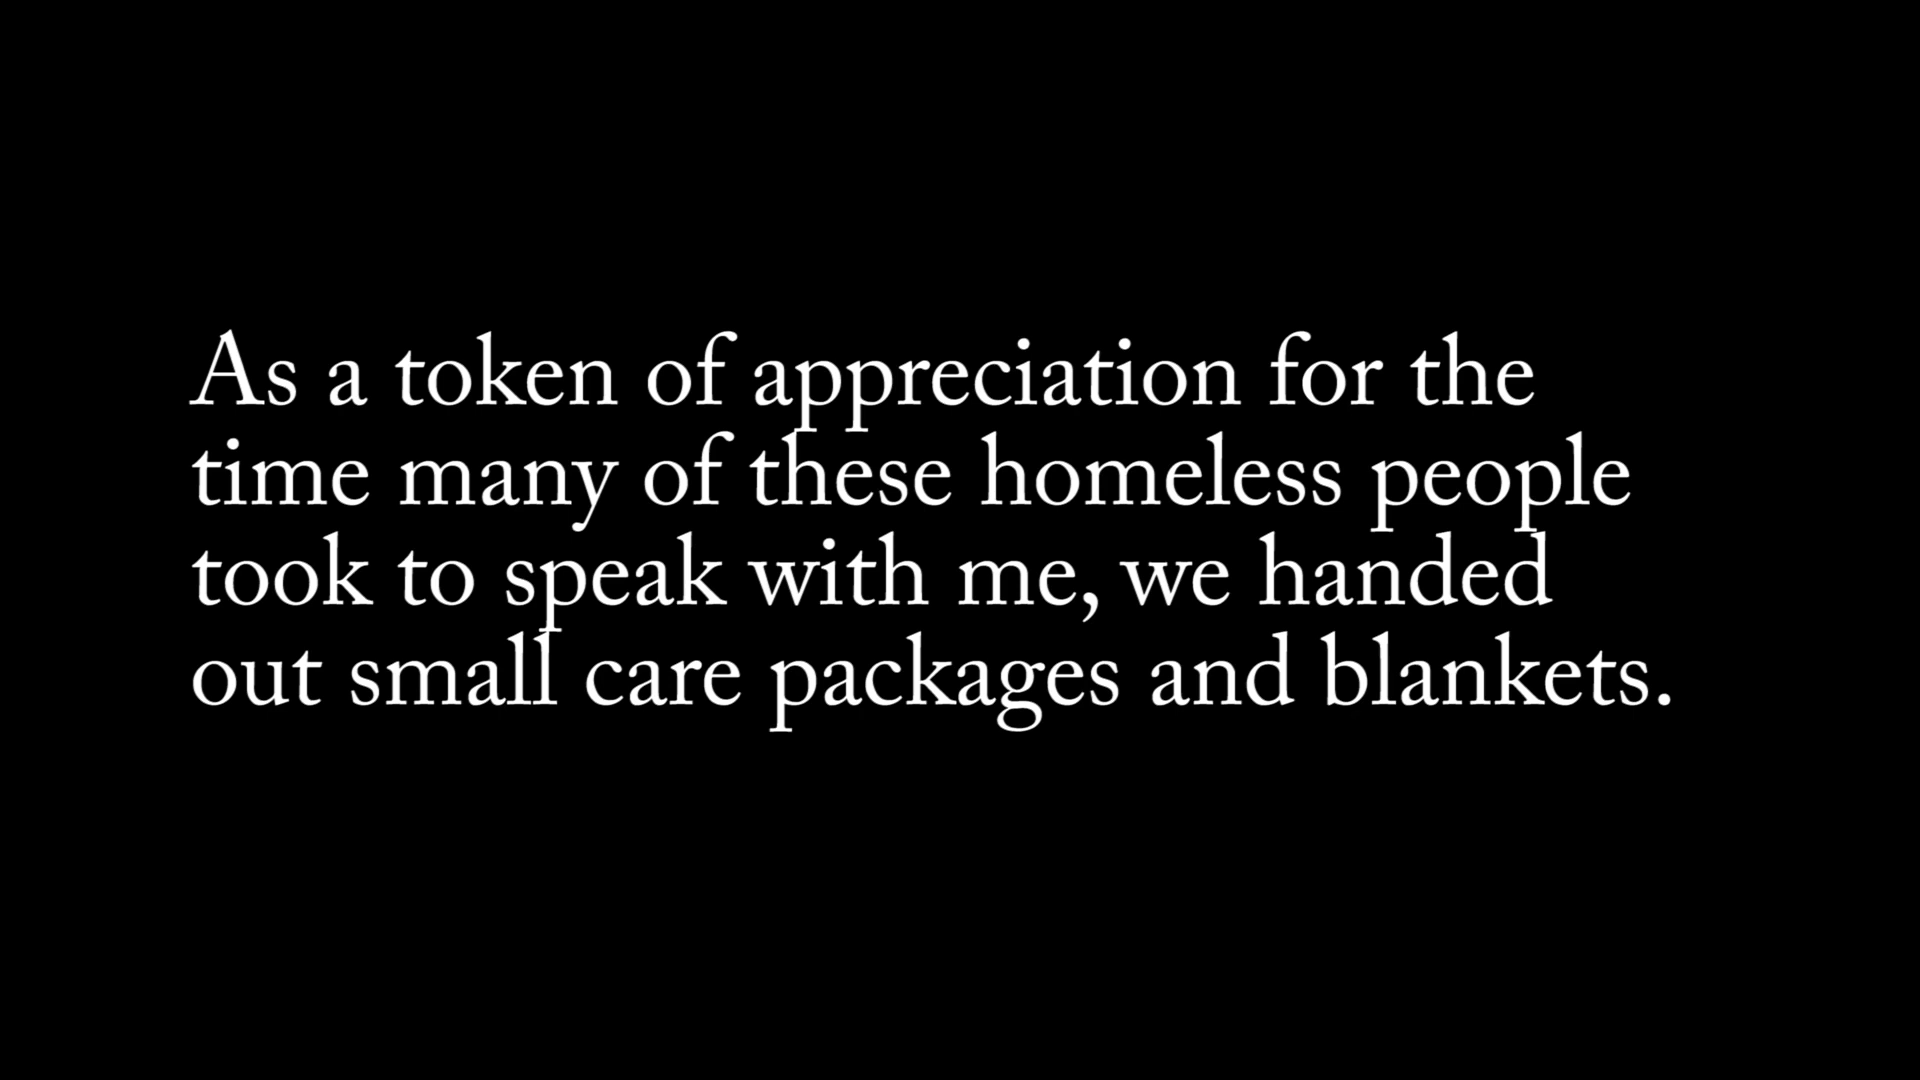 As a token of appreciation for the
time many of these homeless people
took to speak with me, we handed
out small care packages and blankets.